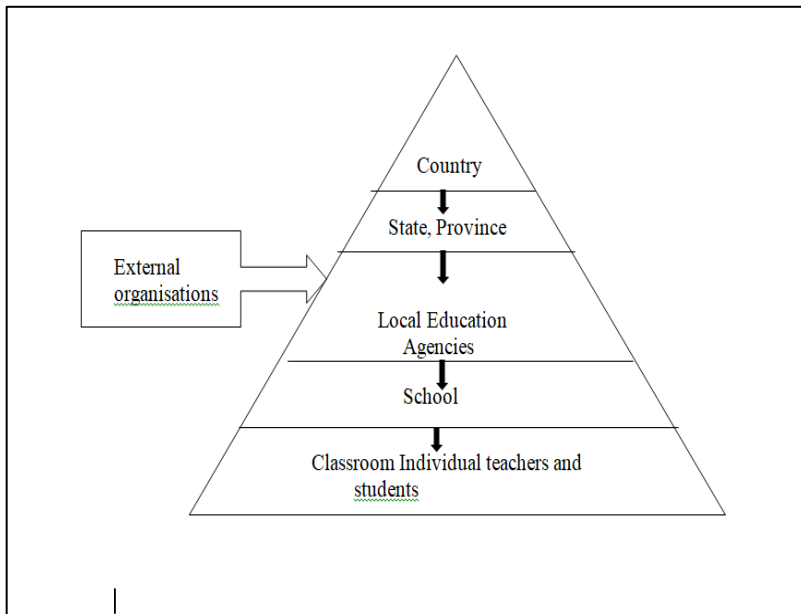 Country
State, Province
External
organisations
Local Education
Agencies
School
Classroom Individual teachers and
students